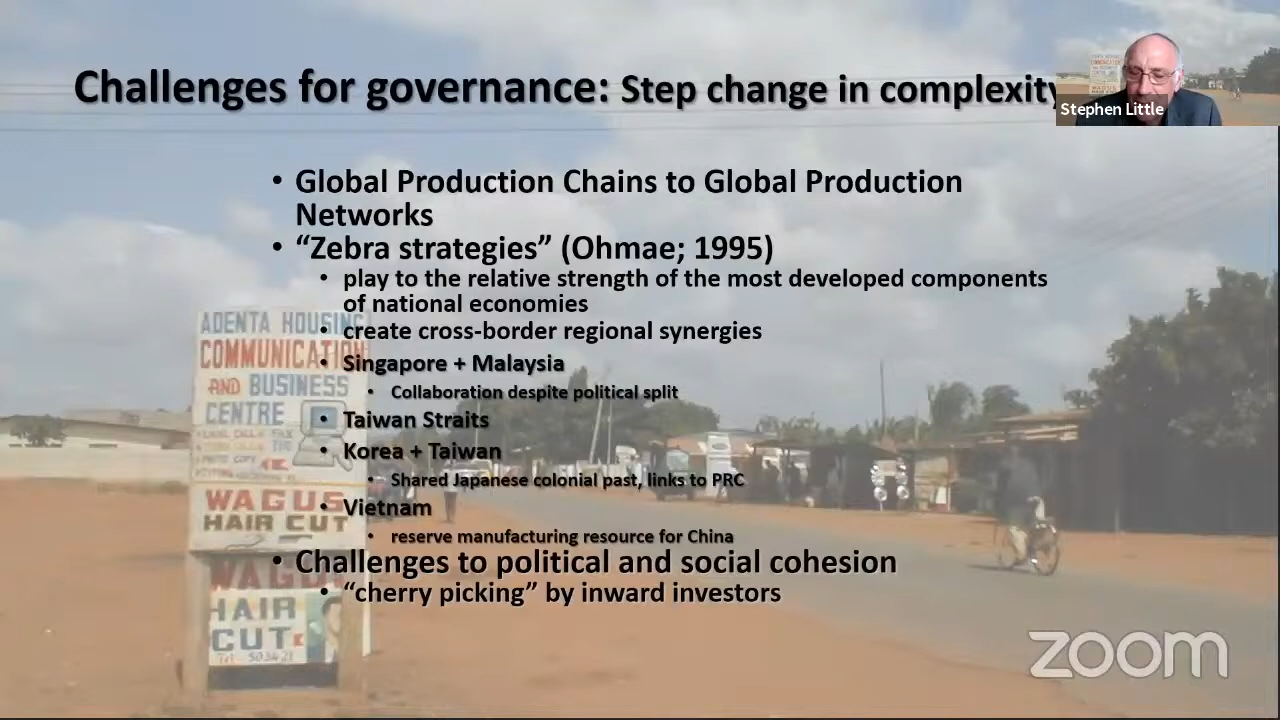 Challenges for governance: Step change in complexity
Stephen Little
• Global Production Chains to Global Production
Networks
• “Zebra strategies” (Ohmae; 1995)
• play to the relative strength of the most developed components
of national economies
• create cross-border regional synergies
• Singapore + Malaysia
• Collaboration despite political split
• Taiwan Straits
• Korea + Taiwan
• Shared Japanese colonial past, links to PRC
• Vietnam
• reserve manufacturing resource for China
• Challenges to political and social cohesion
• “cherry picking” by inward investors
ADENTA HOUSING
COMMUNICATION
AND BUSINESS
CENTRE
WAGUS
HAIR CUT
HAIR
CUT
zoom